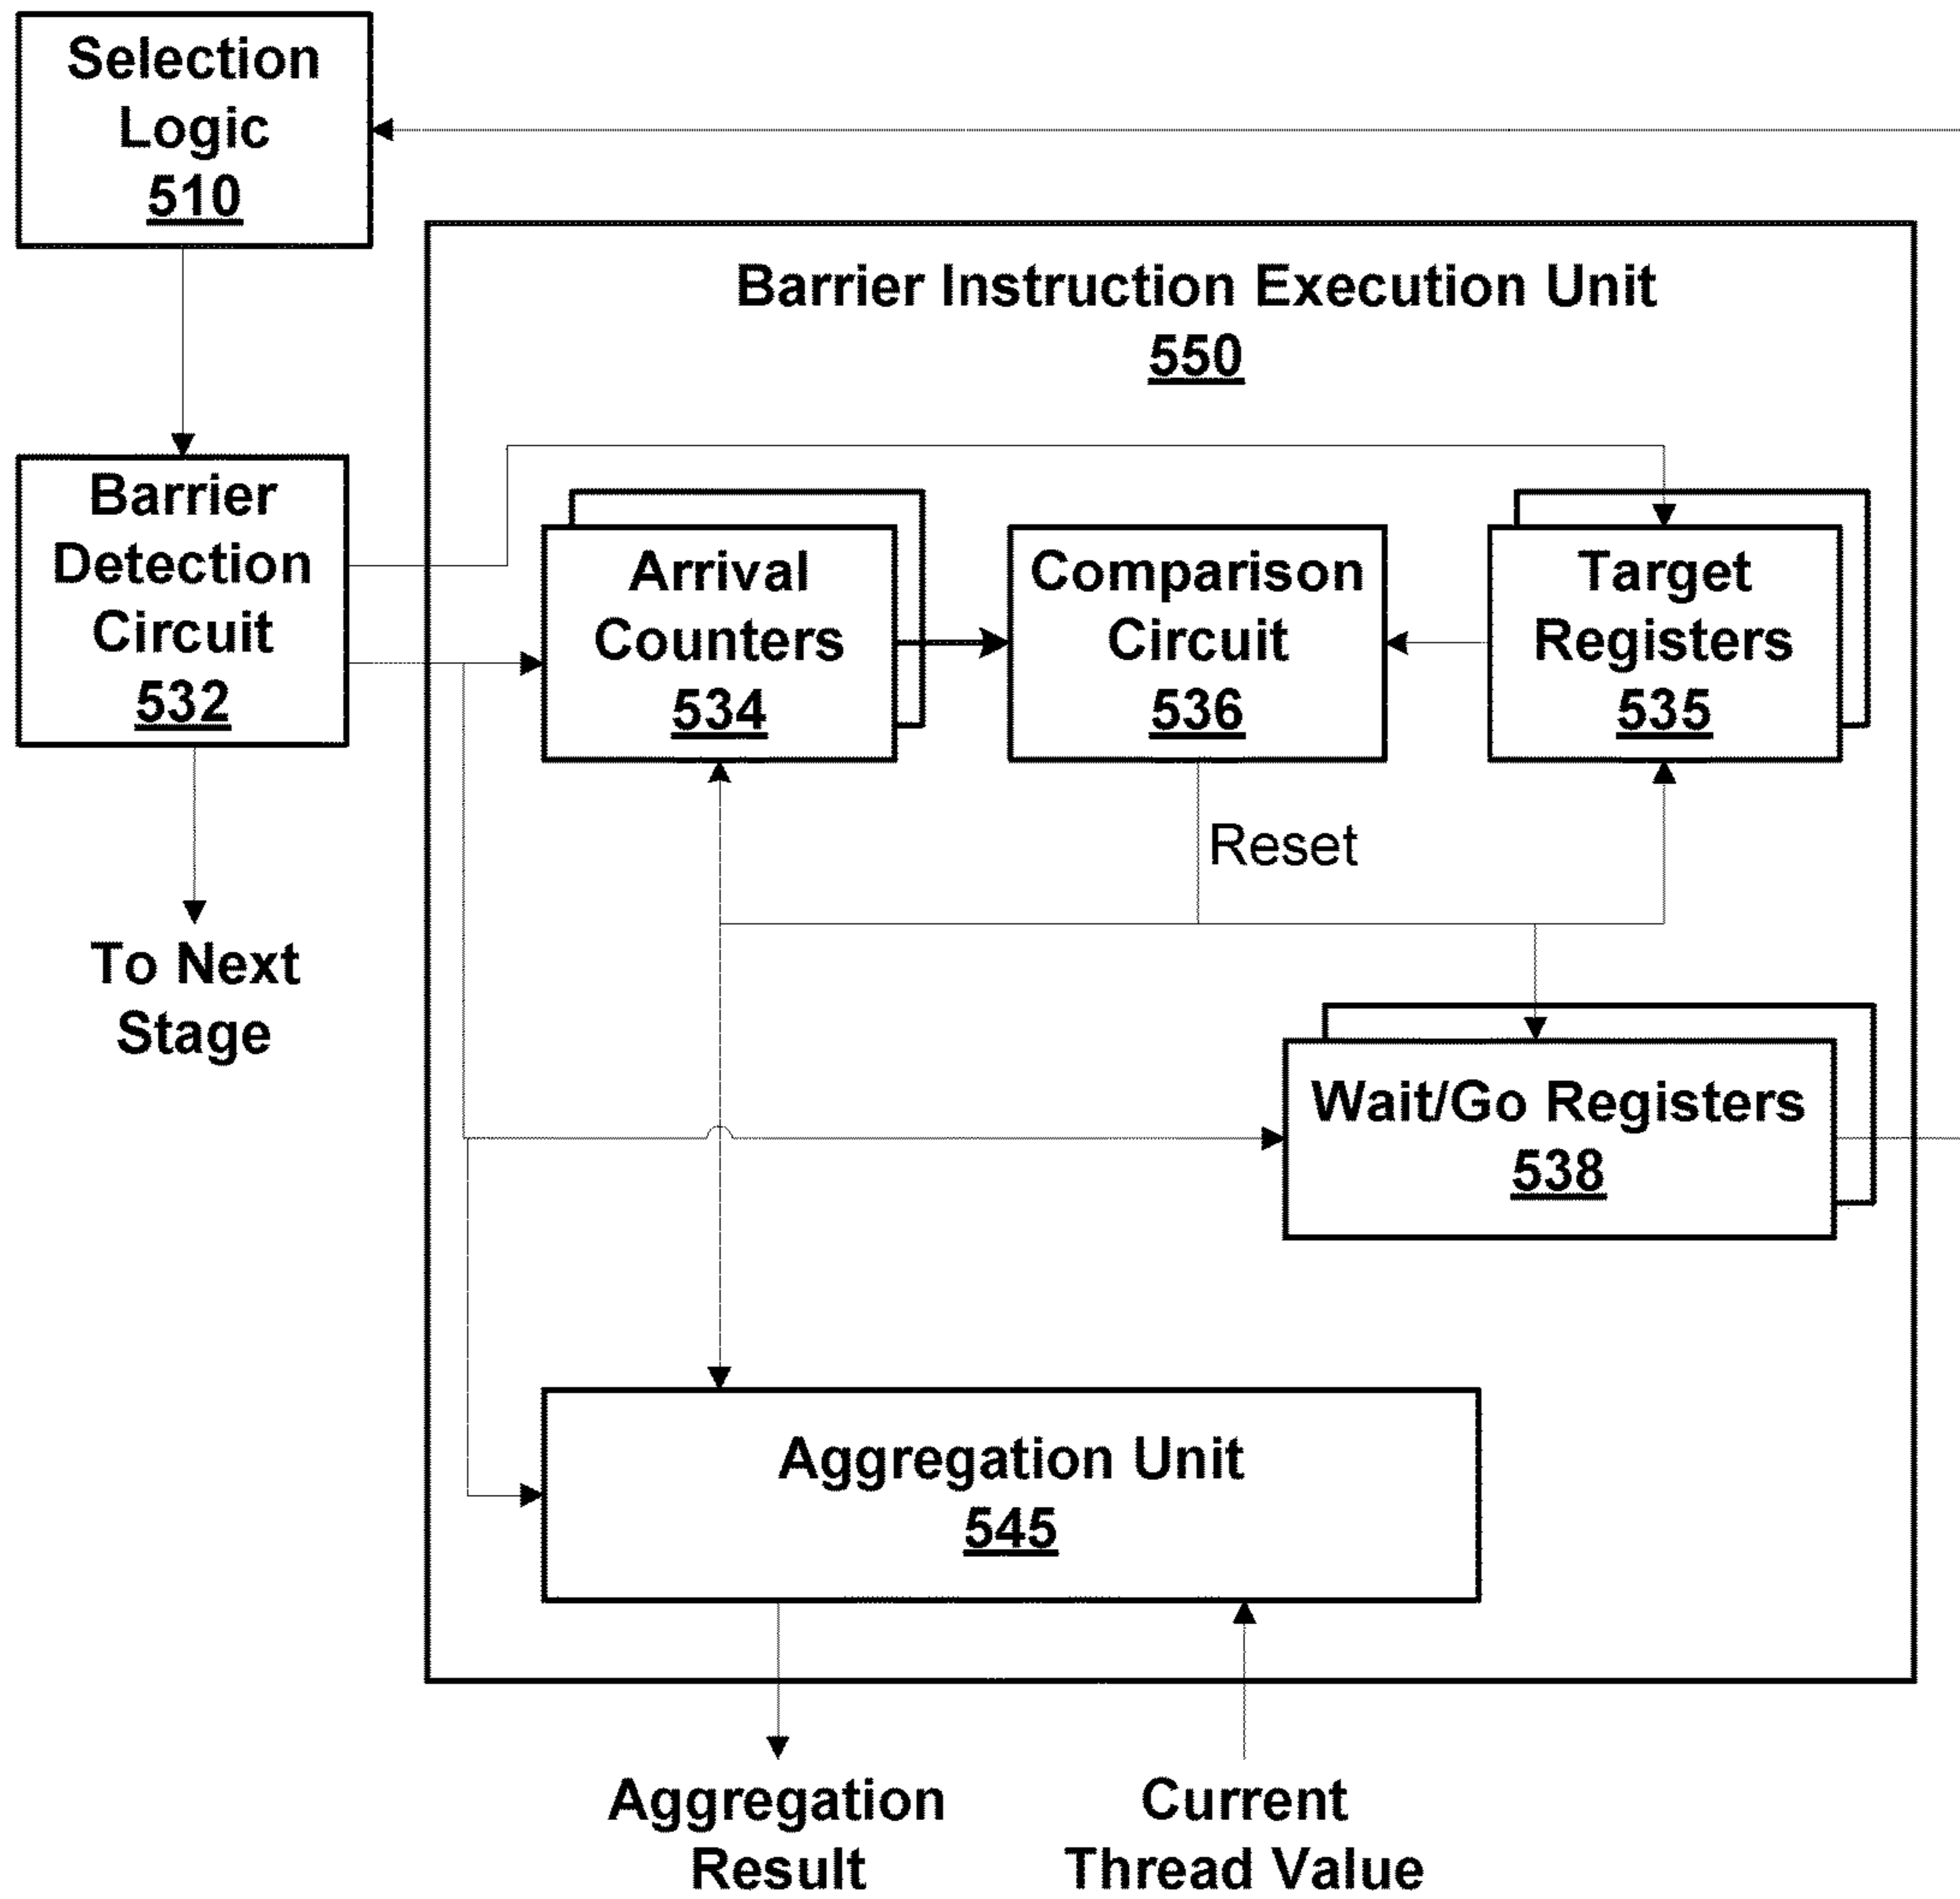 Selection
Logic
510
Barrier Instruction Execution Unit
550
Barrier
Detection
Circuit
532
Arrival
Counters
534
Comparison
Circuit
536
Target
Registers
535
Reset
To Next
Stage
Wait/Go Registers
538
Aggregation Unit
545
Aggregation
Result
Current
Thread Value